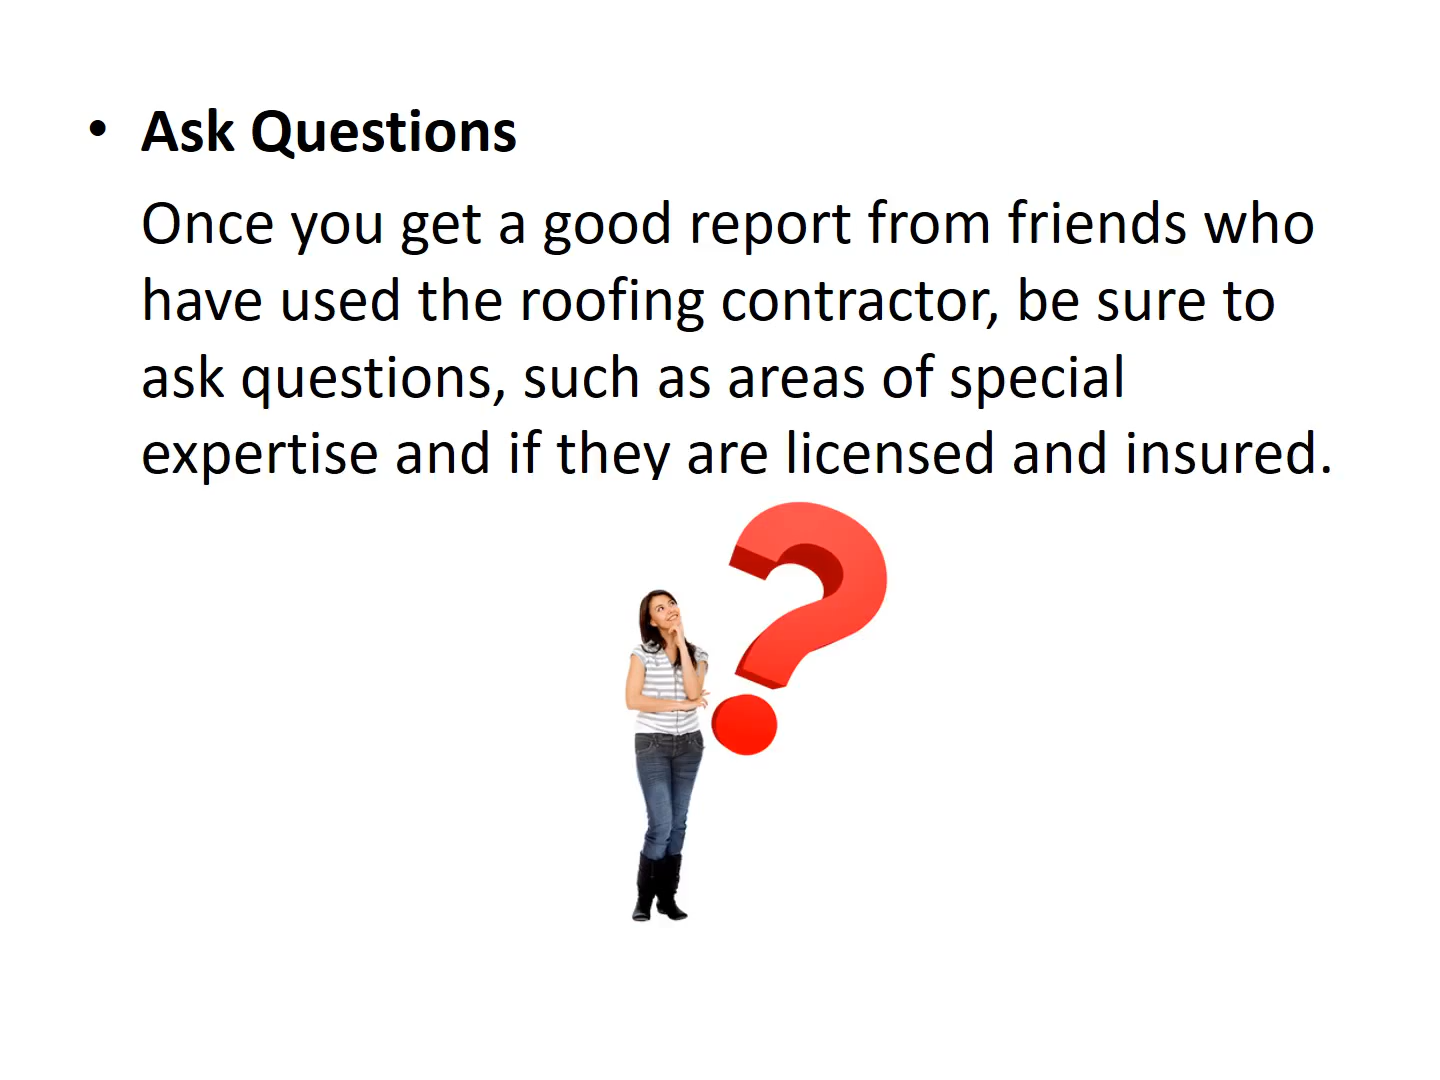 • Ask Questions
Once you get a good report from friends who
have used the roofing contractor, be sure to
ask questions, such as areas of special
expertise and if they are licensed and insured.